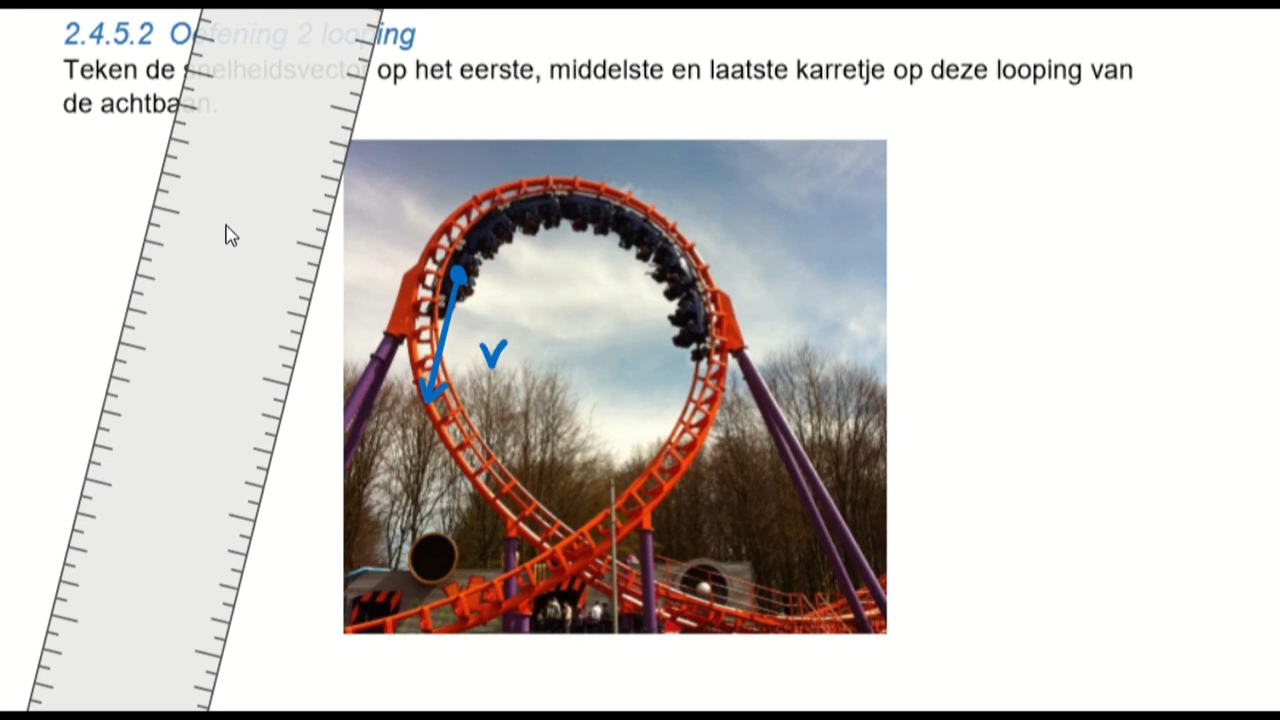 2.4.5.2 Oefening 2 looping
Teken de snelheidsvector op het eerste, middelste en laatste karretje op deze looping van
de achtbaan.
v